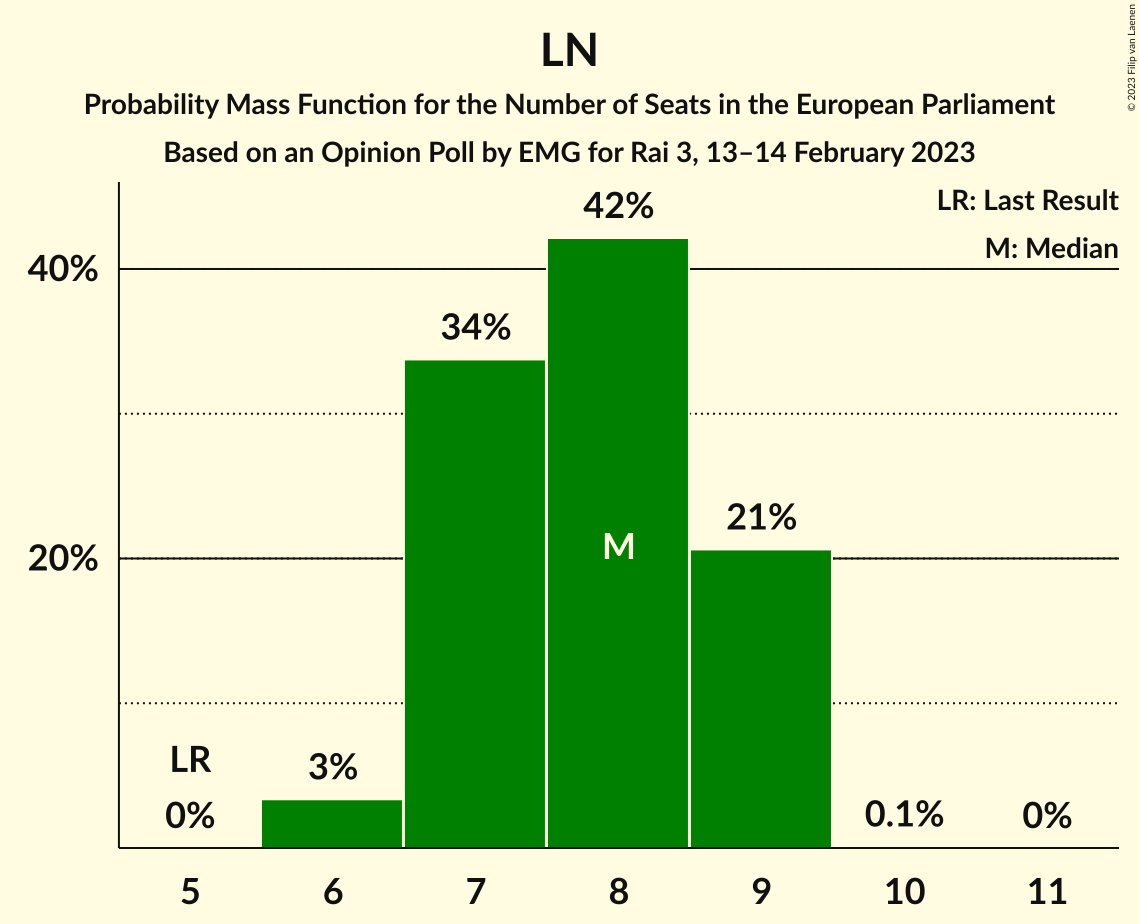 LN
Probability Mass Function for the Number of Seats in the European Parliament
Based on an Opinion Poll by EMG for Rai 3, 13–14 February 2023
© 2023 Filip van Laenen
LR: Last Result
M: Median
42%
40%
34%
21%
M
20%
LR
3%
0%
0.1%
0%
5 6 7 8 9 10 11